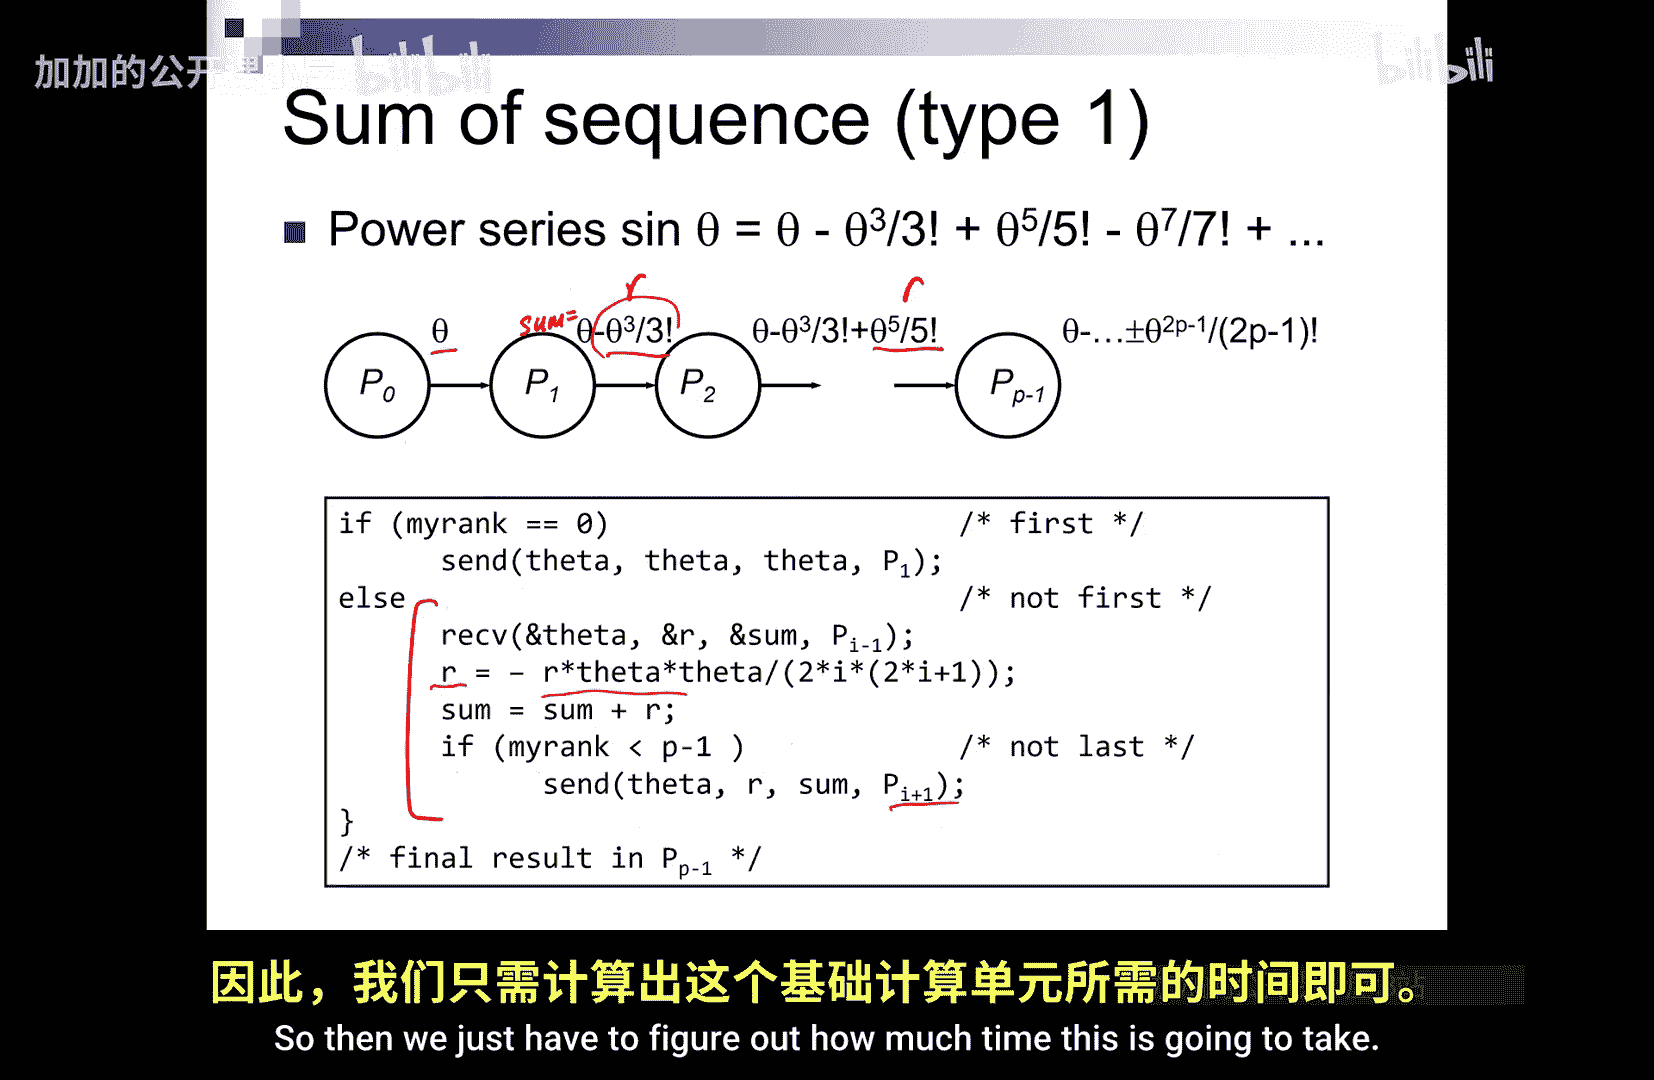 加加的公开
bilibili
bilibili
Sum of sequence (type 1)
Power series sin θ = θ - θ³/3! + θ⁵/5! - θ⁷/7! + ...
r r
θ sum= θ-θ³/3! θ-θ³/3!+θ⁵/5! θ-…±θ²ᵖ⁻¹/(2p-1)!
P₀ P₁ P₂ Pₚ₋₁
if (myrank == 0) /* first */
send(theta, theta, theta, P₁);
else /* not first */
recv(&theta, &r, &sum, Pᵢ₋₁);
r = – r*theta*theta/(2*i*(2*i+1));
sum = sum + r;
if (myrank < p-1 ) /* not last */
send(theta, r, sum, Pᵢ₊₁);
}
/* final result in Pₚ₋₁ */
因此，我们只需计算出这个基础计算单元所需的时间即可。
So then we just have to figure out how much time this is going to take.